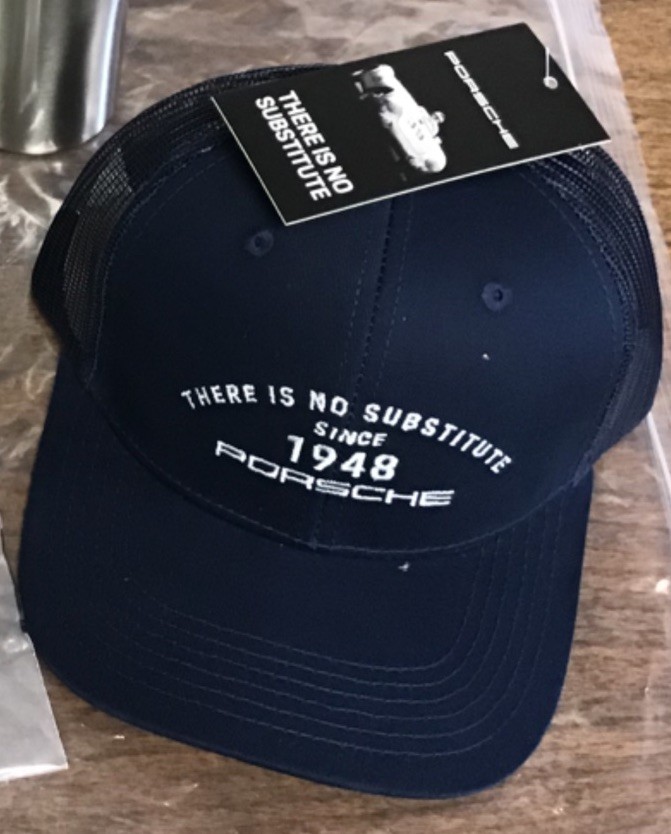 PORSCHE
THERE IS NO
SUBSTITUTE
THERE IS NO SUBSTITUTE
SINCE
1948
PORSCHE